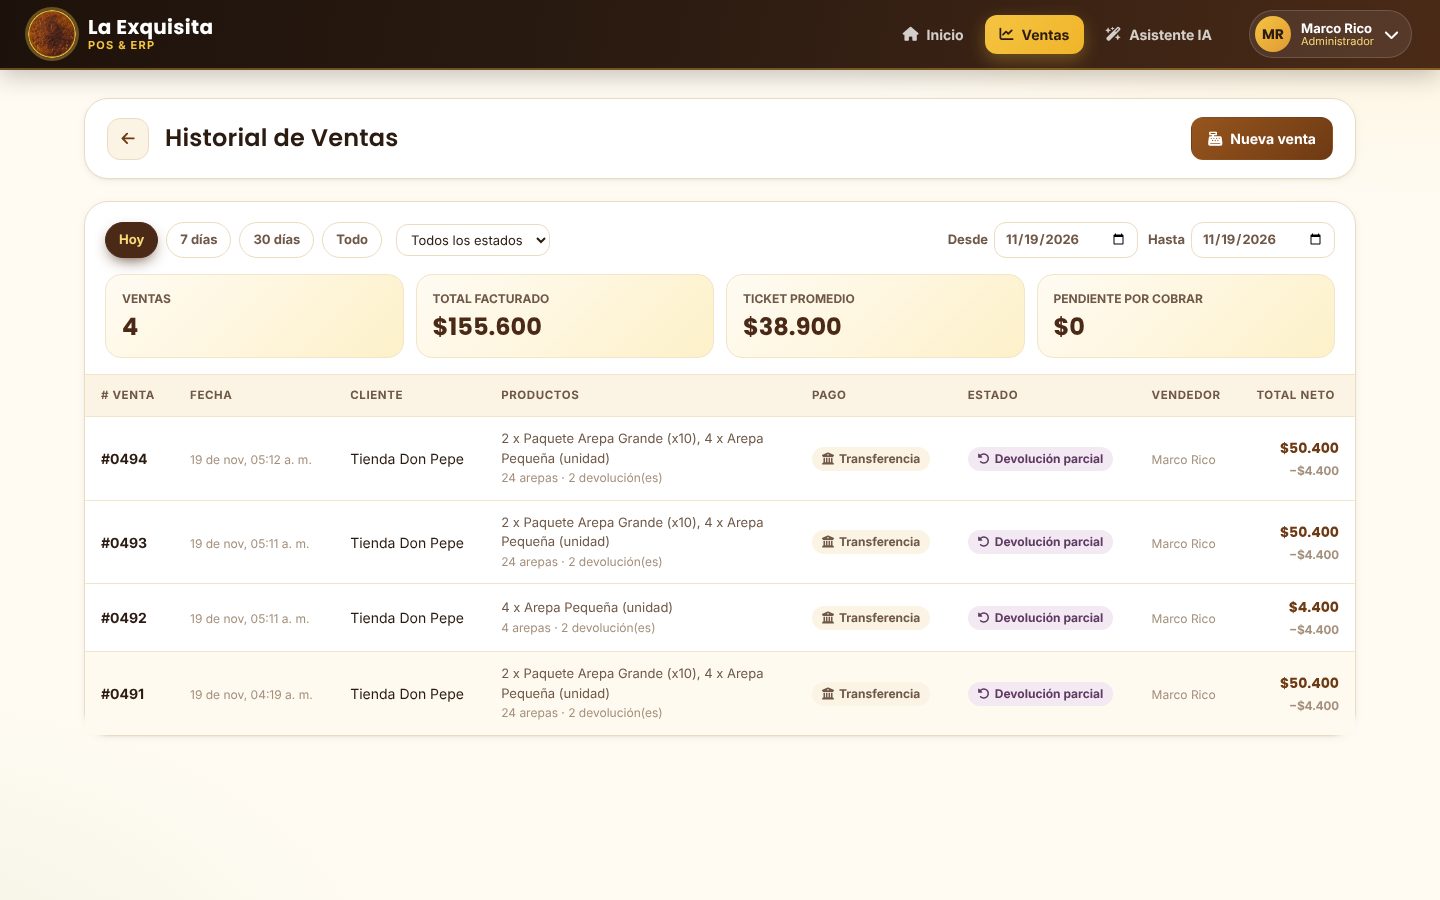 La Exquisita
POS & ERP
Inicio
Ventas
Asistente IA
MR
Marco Rico
Administrador
Historial de Ventas
Nueva venta
Hoy
7 días
30 días
Todo
Todos los estados
Desde
11/19/2026
Hasta
11/19/2026
VENTAS
4
TOTAL FACTURADO
$155.600
TICKET PROMEDIO
$38.900
PENDIENTE POR COBRAR
$0
# VENTA FECHA CLIENTE PRODUCTOS PAGO ESTADO VENDEDOR TOTAL NETO
#0494
19 de nov, 05:12 a. m.
Tienda Don Pepe
2 x Paquete Arepa Grande (x10), 4 x Arepa
Pequeña (unidad)
24 arepas · 2 devolución(es)
Transferencia
Devolución parcial
Marco Rico
$50.400
−$4.400
#0493
19 de nov, 05:11 a. m.
Tienda Don Pepe
2 x Paquete Arepa Grande (x10), 4 x Arepa
Pequeña (unidad)
24 arepas · 2 devolución(es)
Transferencia
Devolución parcial
Marco Rico
$50.400
−$4.400
#0492
19 de nov, 05:11 a. m.
Tienda Don Pepe
4 x Arepa Pequeña (unidad)
4 arepas · 2 devolución(es)
Transferencia
Devolución parcial
Marco Rico
$4.400
−$4.400
#0491
19 de nov, 04:19 a. m.
Tienda Don Pepe
2 x Paquete Arepa Grande (x10), 4 x Arepa
Pequeña (unidad)
24 arepas · 2 devolución(es)
Transferencia
Devolución parcial
Marco Rico
$50.400
−$4.400